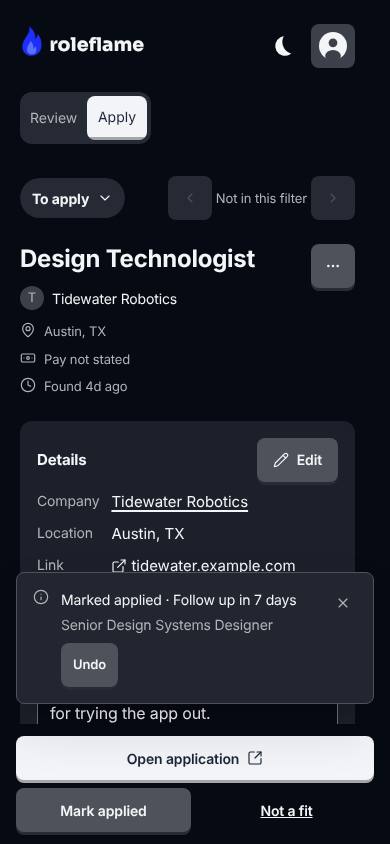 roleflame
Review
Apply
To apply
Not in this filter
Design Technologist
T Tidewater Robotics
Austin, TX
Pay not stated
Found 4d ago
Details
Edit
Company Tidewater Robotics
Location Austin, TX
Link tidewater.example.com
Marked applied · Follow up in 7 days
Senior Design Systems Designer
Undo
for trying the app out.
Open application
Mark applied
Not a fit